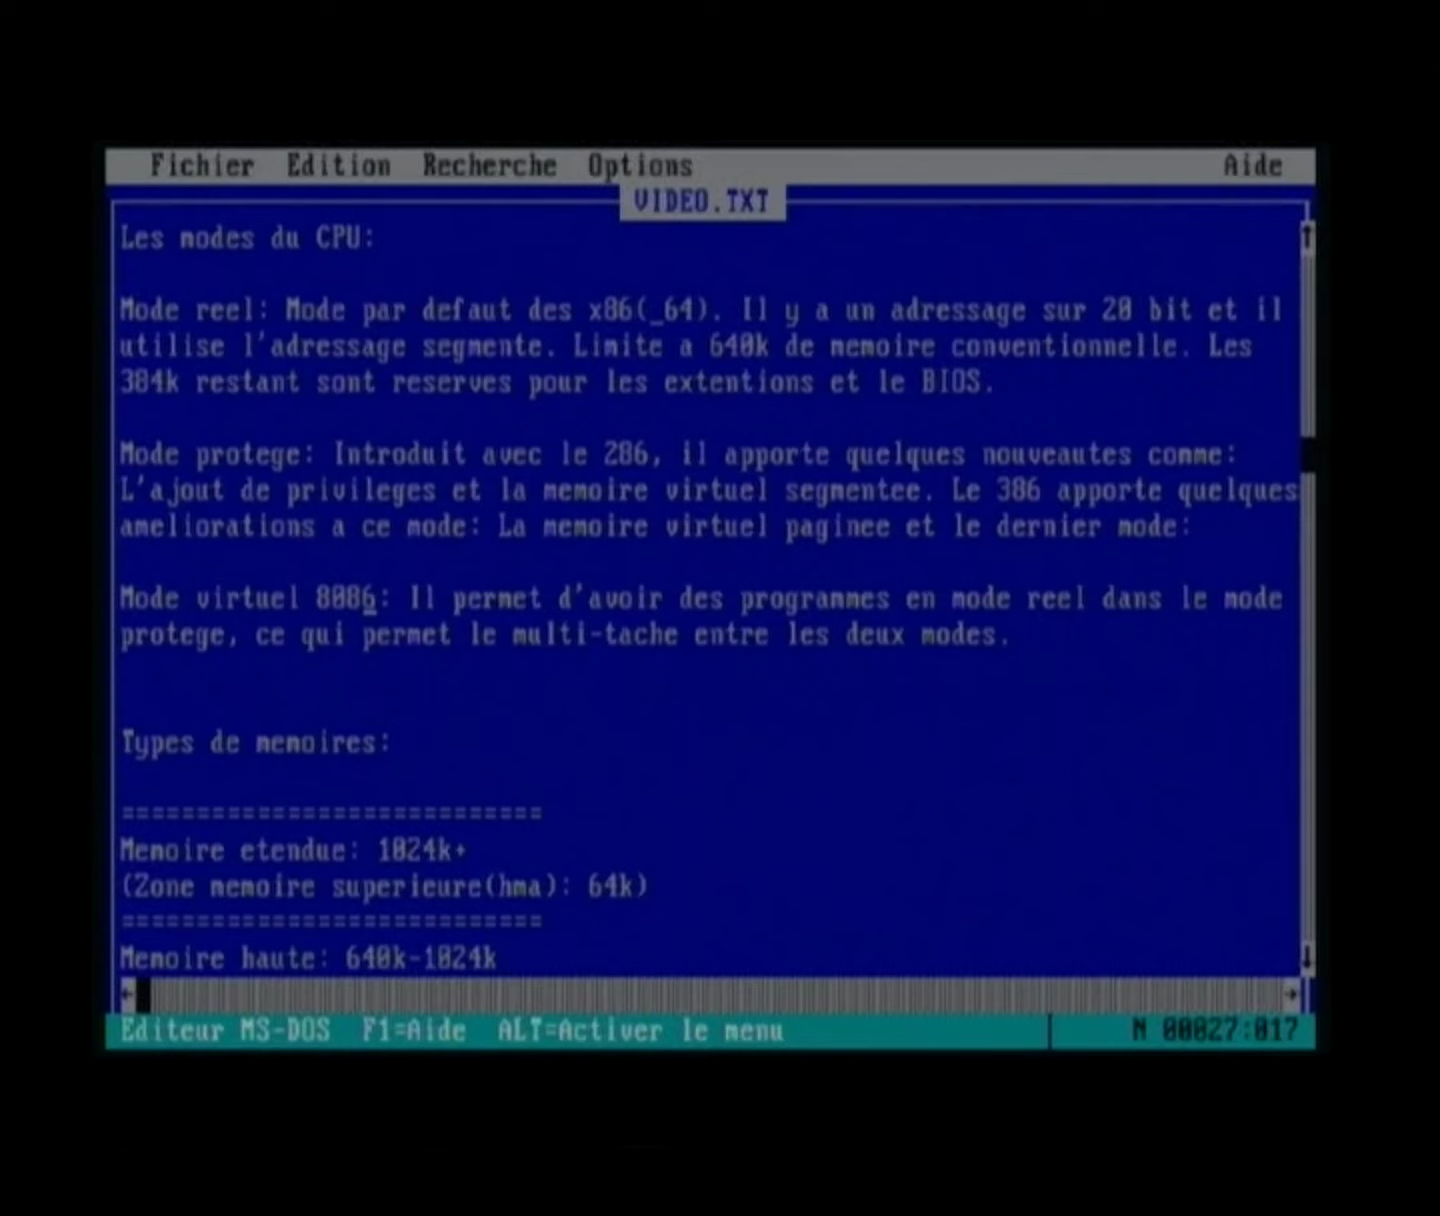 Fichier Edition Recherche Options Aide
VIDEO.TXT
Les modes du CPU:
Mode reel: Mode par defaut des x86(_64). Il y a un adressage sur 20 bit et il
utilise l'adressage segmente. Limite a 640k de memoire conventionnelle. Les
384k restant sont reserves pour les extentions et le BIOS.
Mode protege: Introduit avec le 286, il apporte quelques nouveautes comme:
L'ajout de privileges et la memoire virtuel segmentee. Le 386 apporte quelques
ameliorations a ce mode: La memoire virtuel paginee et le dernier mode:
Mode virtuel 8086: Il permet d'avoir des programmes en mode reel dans le mode
protege, ce qui permet le multi-tache entre les deux modes.
Types de memoires:
============================
Memoire etendue: 1024k+
(Zone memoire superieure(hma): 64k)
============================
Memoire haute: 640k-1024k
Editeur MS-DOS F1=Aide ALT=Activer le menu N 00027:017